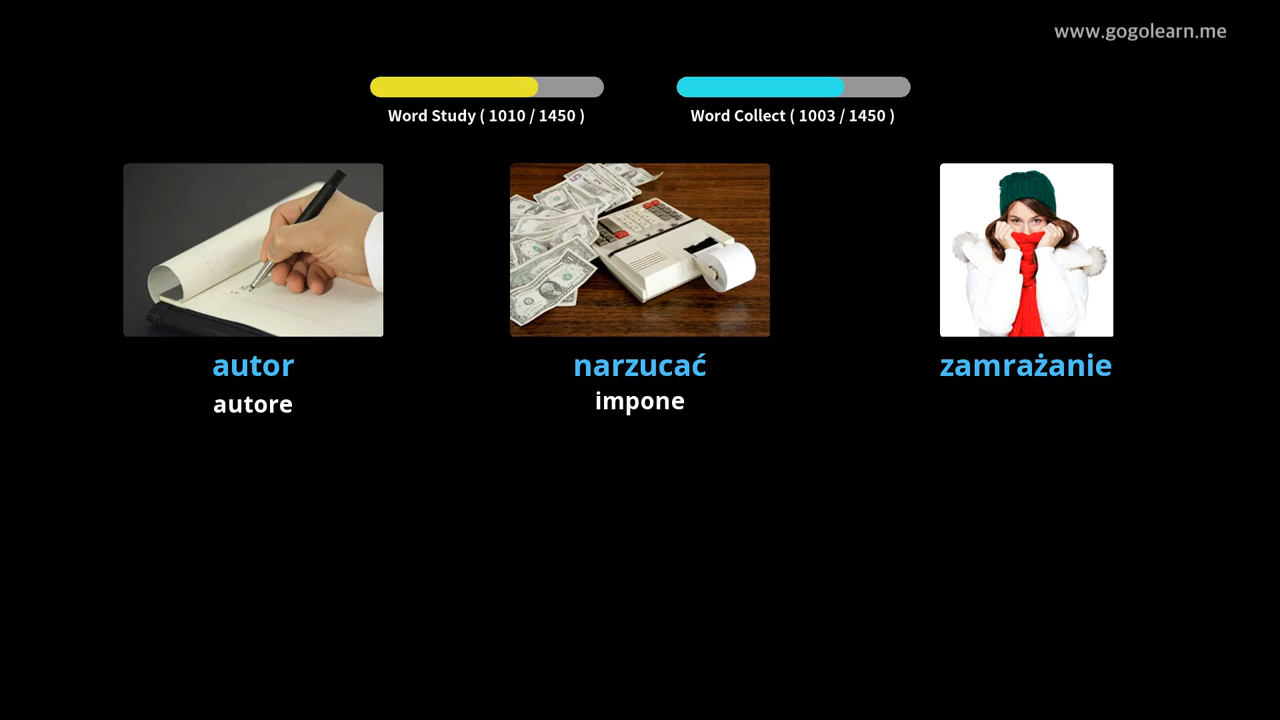 www.gogolearn.me
Word Study ( 1010 / 1450 )
Word Collect ( 1003 / 1450 )
autor
autore
narzucać
impone
zamrażanie